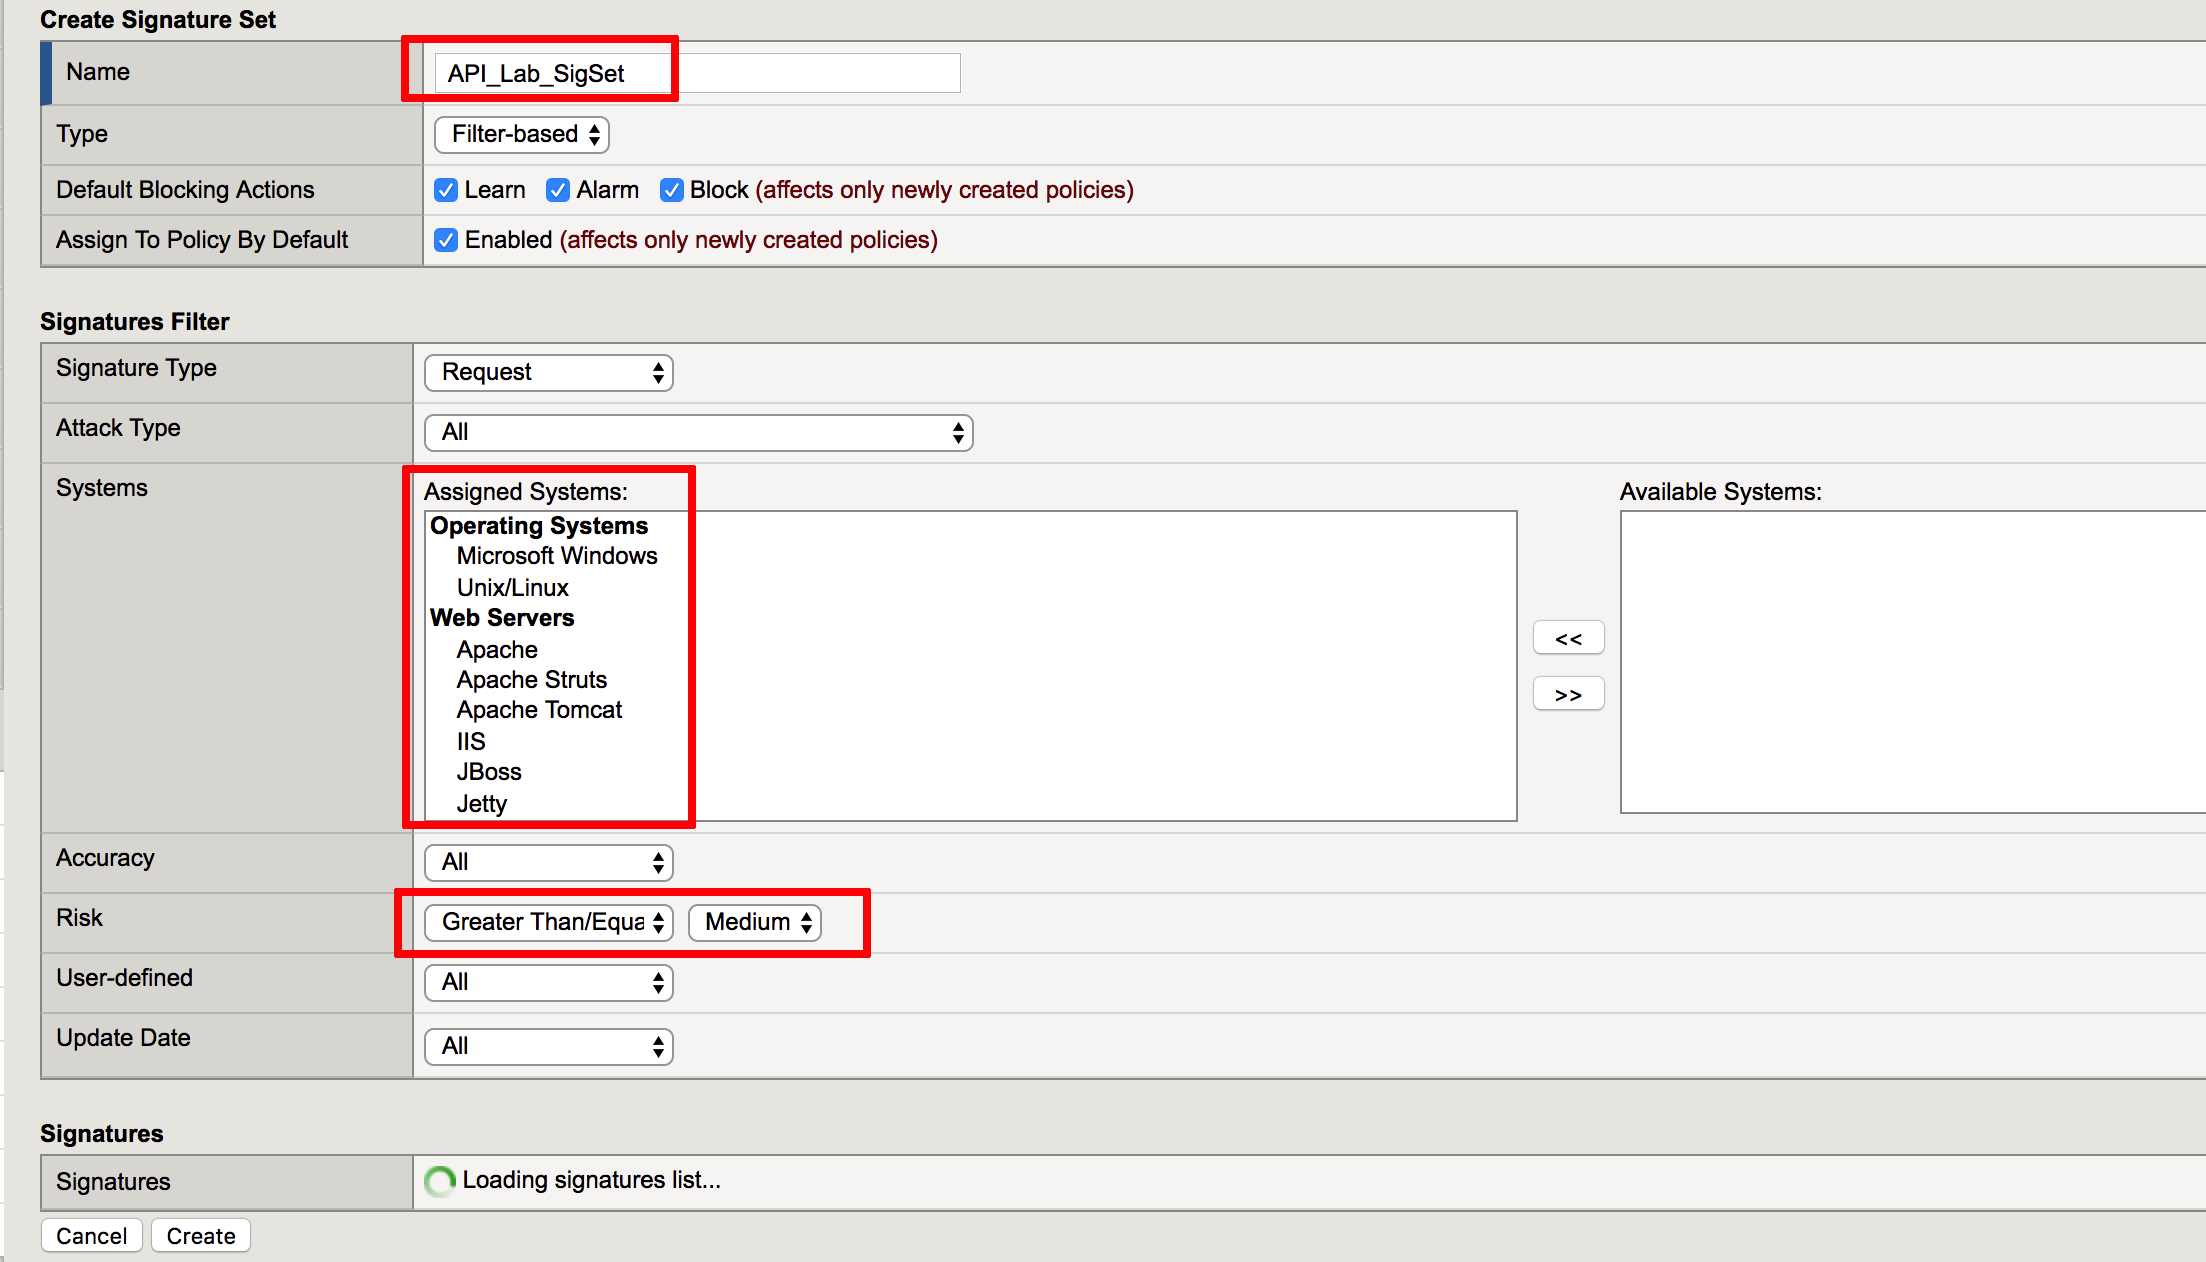 Create Signature Set
Name API_Lab_SigSet
Type Filter-based
Default Blocking Actions Learn Alarm Block (affects only newly created policies)
Assign To Policy By Default Enabled (affects only newly created policies)
Signatures Filter
Signature Type Request
Attack Type All
Systems Assigned Systems: Available Systems:
Operating Systems
Microsoft Windows
Unix/Linux
Web Servers
<<
Apache
Apache Struts
>>
Apache Tomcat
IIS
JBoss
Jetty
Accuracy All
Risk Greater Than/Equa Medium
User-defined All
Update Date All
Signatures
Signatures Loading signatures list...
Cancel Create